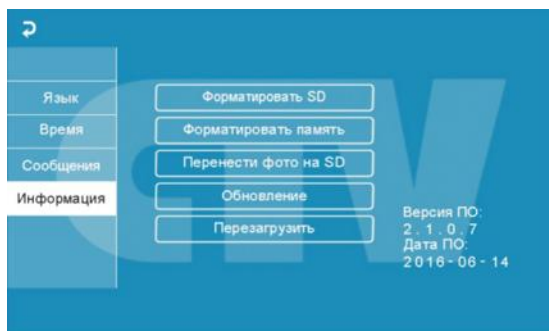 Язык
Время
Сообщения
Информация
Форматировать SD
Форматировать память
Перенести фото на SD
Обновление
Перезагрузить
Версия ПО:
2.1.0.7
Дата ПО:
2016-06-14
CTV